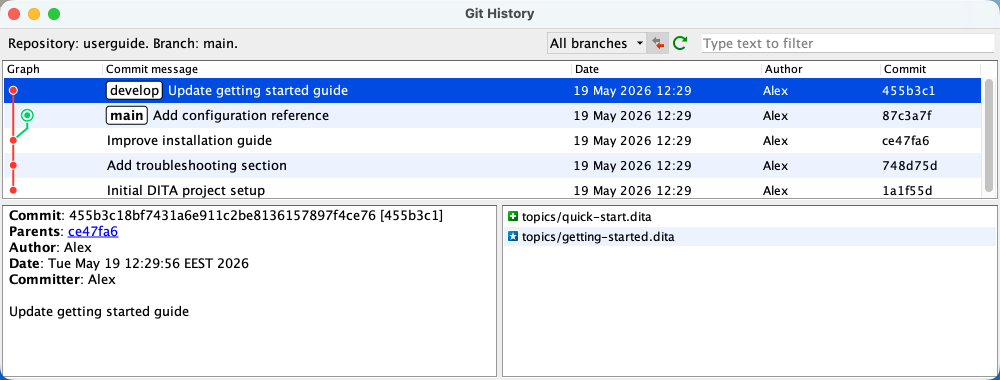 Git History
Repository: userguide. Branch: main.
All branches
Type text to filter
Graph Commit message Date Author Commit
develop Update getting started guide 19 May 2026 12:29 Alex 455b3c1
main Add configuration reference 19 May 2026 12:29 Alex 87c3a7f
Improve installation guide 19 May 2026 12:29 Alex ce47fa6
Add troubleshooting section 19 May 2026 12:29 Alex 748d75d
Initial DITA project setup 19 May 2026 12:29 Alex 1a1f55d
Commit: 455b3c18bf7431a6e911c2be8136157897f4ce76 [455b3c1]
Parents: ce47fa6
Author: Alex
Date: Tue May 19 12:29:56 EEST 2026
Committer: Alex
Update getting started guide
topics/quick-start.dita
topics/getting-started.dita